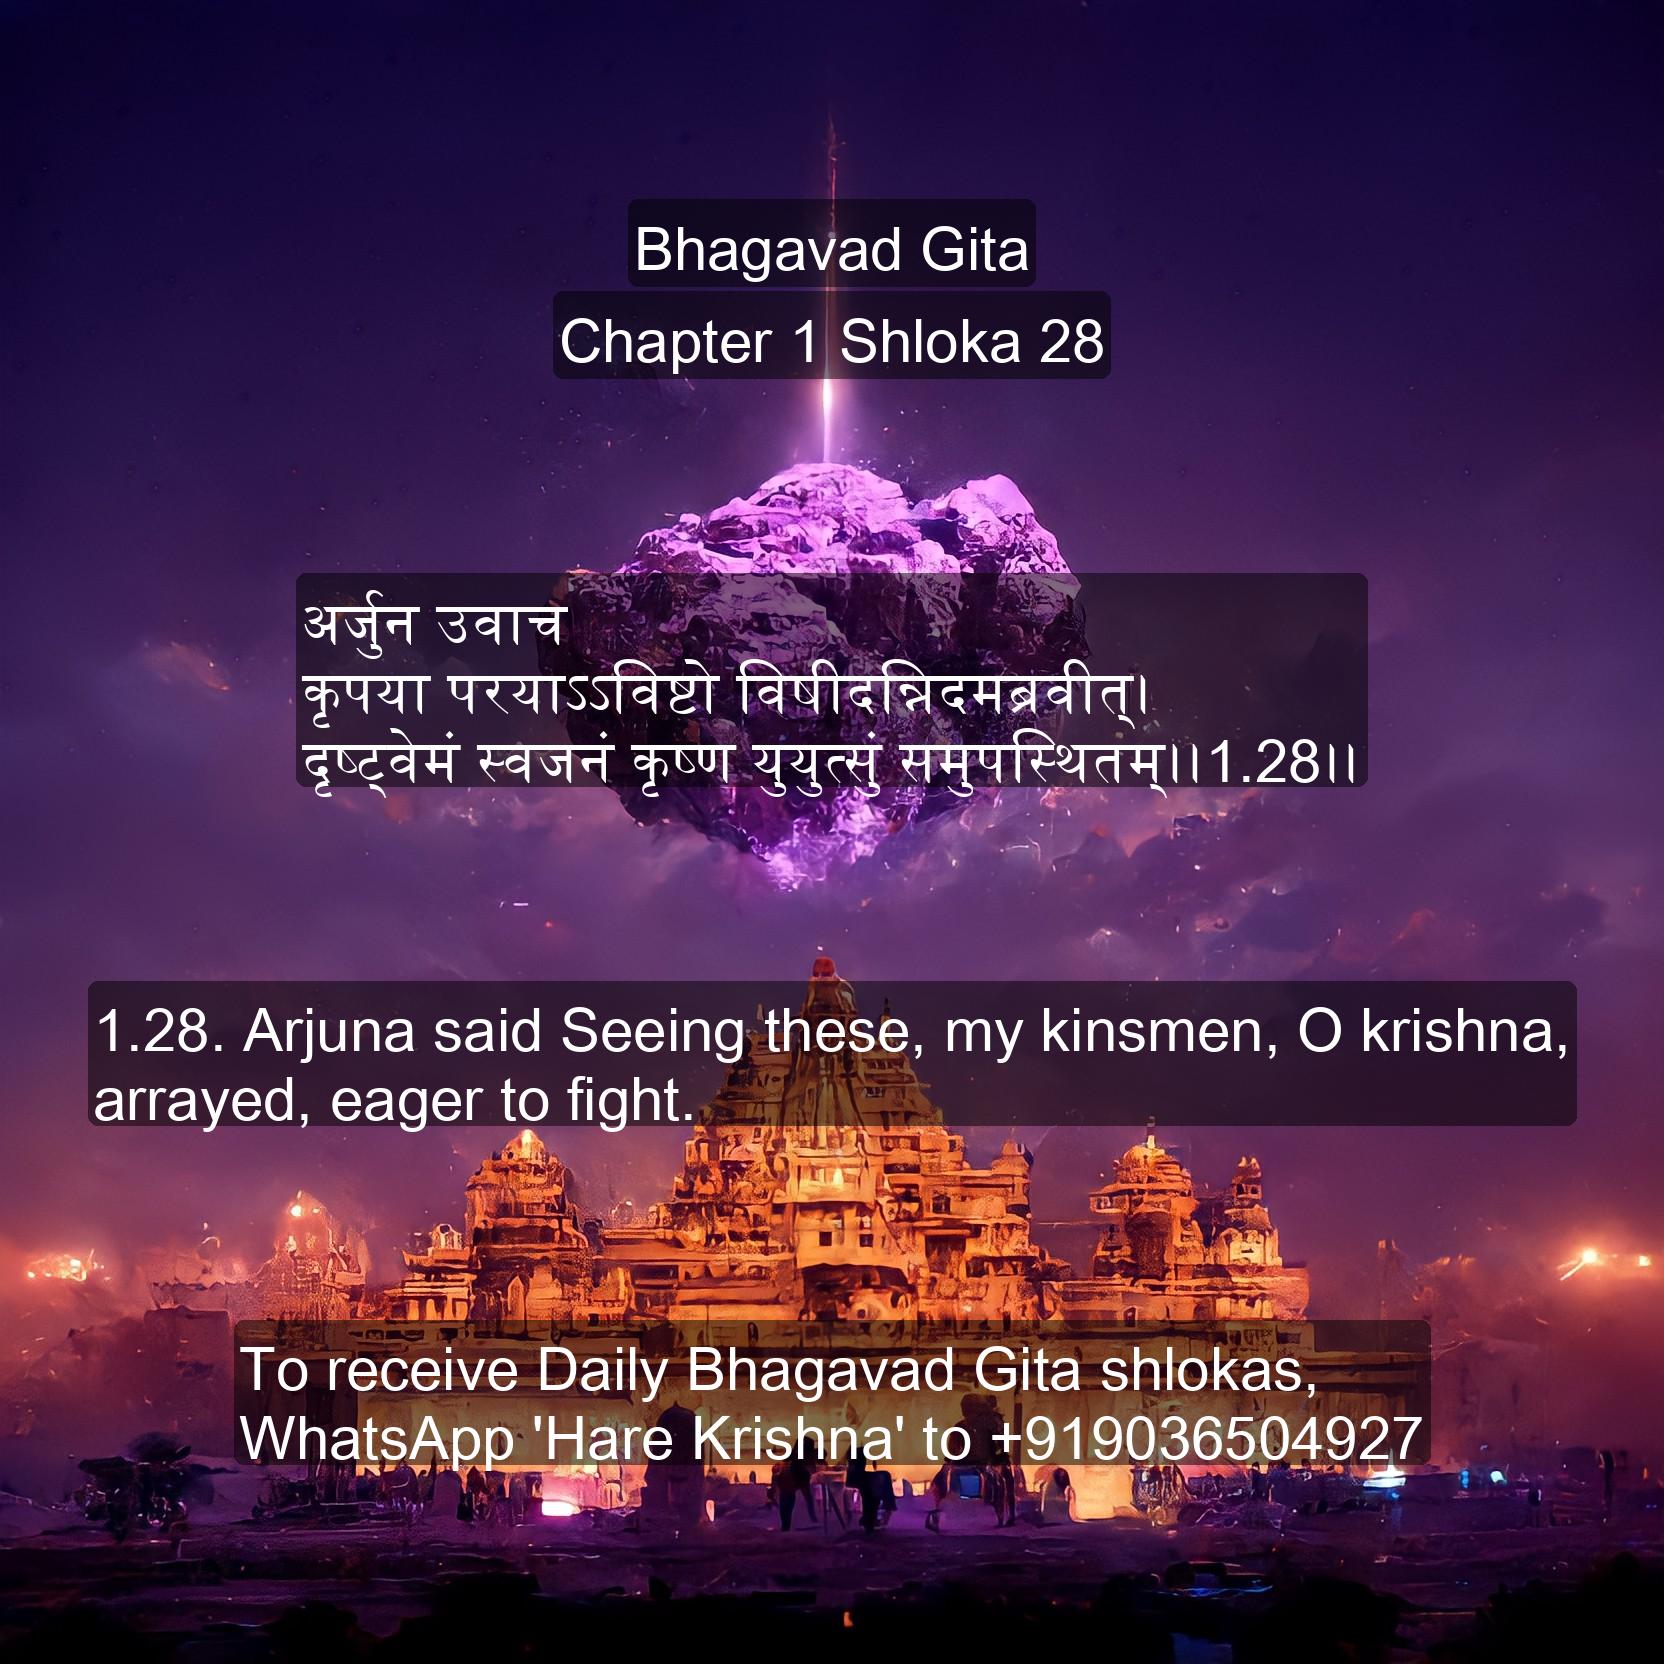 Bhagavad Gita
Chapter 1 Shloka 28
अर्जुन उवाच
कृपया परयाऽऽविष्टो विषीदन्निदमब्रवीत्।
दृष्ट्वेमं स्वजनं कृष्ण युयुत्सुं समुपस्थितम्।।1.28।।
1.28. Arjuna said Seeing these, my kinsmen, O krishna,
arrayed, eager to fight.
To receive Daily Bhagavad Gita shlokas,
WhatsApp 'Hare Krishna' to +919036504927